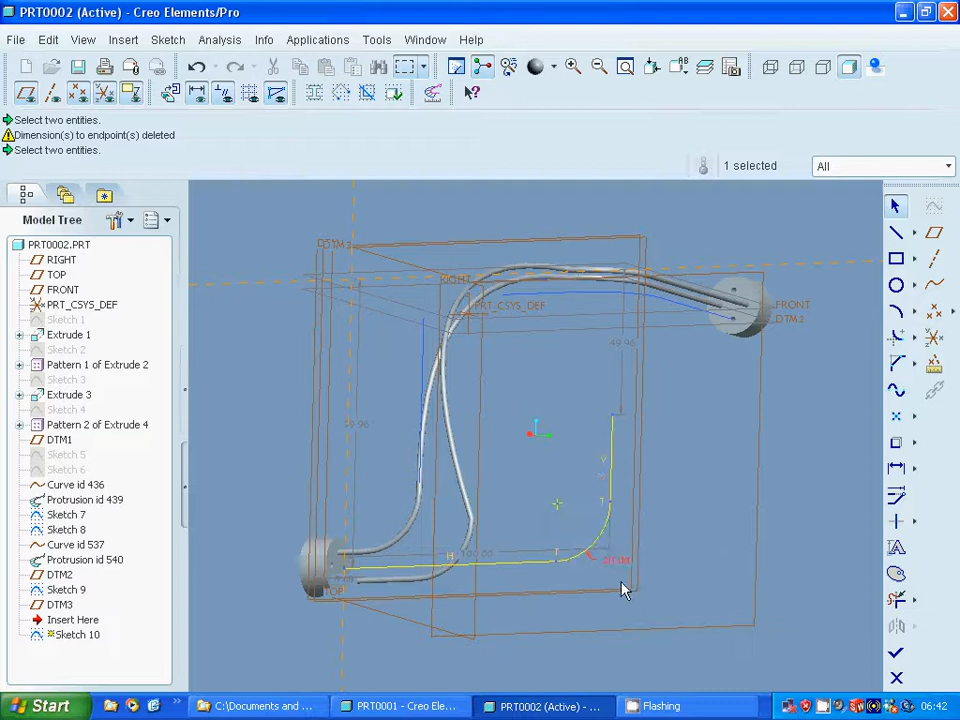 PRT0002 (Active) - Creo Elements/Pro
File Edit View Insert Sketch Analysis Info Applications Tools Window Help
Select two entities.
Dimension(s) to endpoint(s) deleted
Select two entities.
1 selected
All
Model Tree
PRT0002.PRT
RIGHT
TOP
FRONT
PRT_CSYS_DEF
Sketch 1
Extrude 1
Sketch 2
Pattern 1 of Extrude 2
Sketch 3
Extrude 3
Sketch 4
Pattern 2 of Extrude 4
DTM1
Sketch 5
Sketch 6
Curve id 436
Protrusion id 439
Sketch 7
Sketch 8
Curve id 537
Protrusion id 540
DTM2
Sketch 9
DTM3
Insert Here
Sketch 10
RIGHT
PRT_CSYS_DEF
FRONT
DTM2
49.96
H
100.00
T
T
V
TOP
Start
C:\Documents and ...
PRT0001 - Creo Eleme...
PRT0002 (Active) - ...
Flashing
06:42